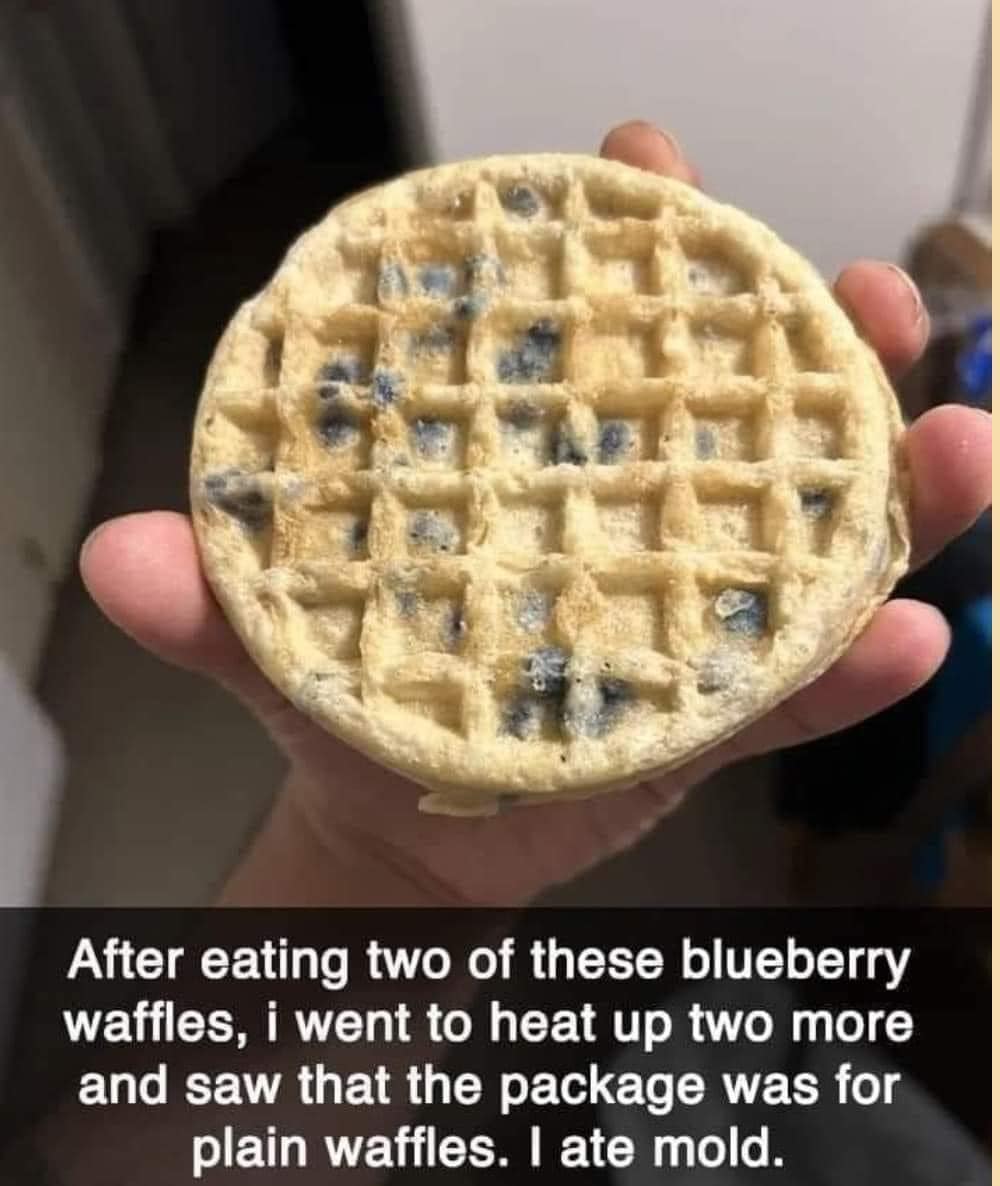 After eating two of these blueberry
waffles, i went to heat up two more
and saw that the package was for
plain waffles. I ate mold.